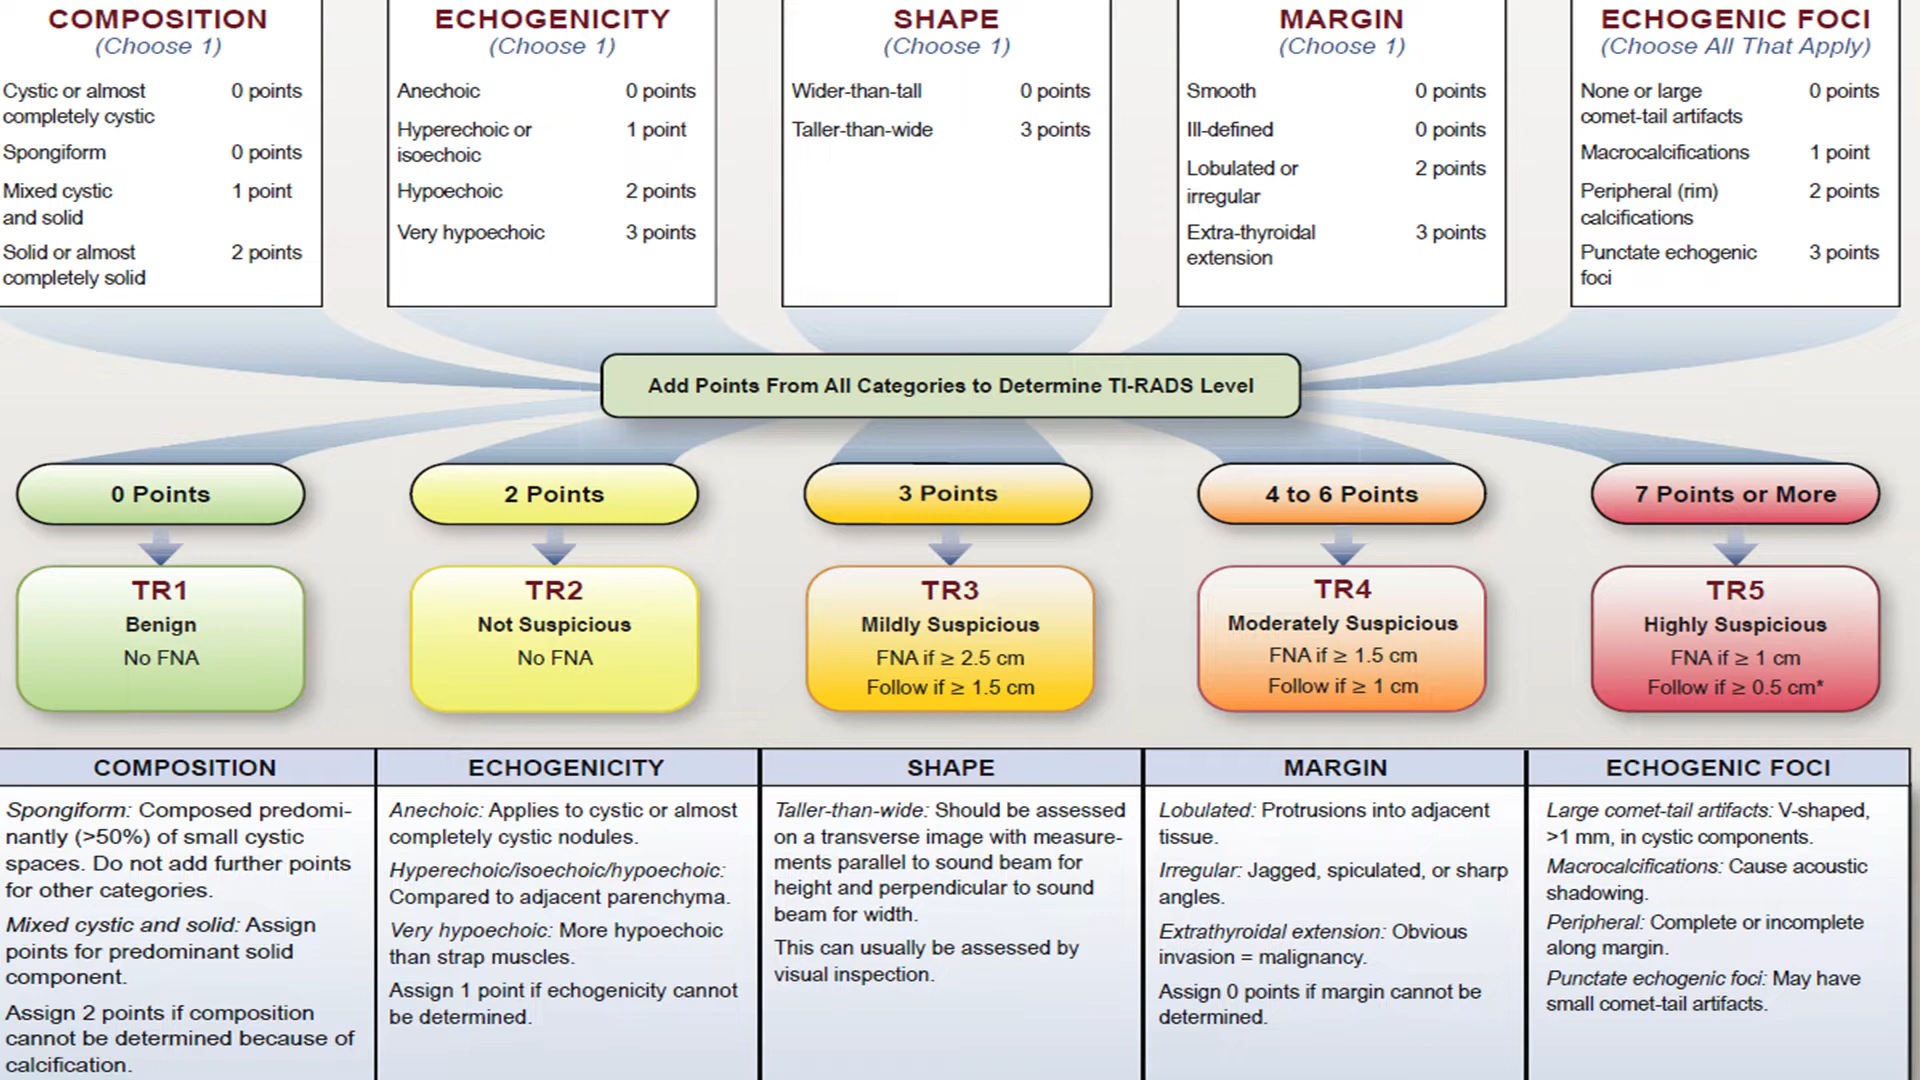 COMPOSITION
(Choose 1)
Cystic or almost 0 points
completely cystic
Spongiform 0 points
Mixed cystic 1 point
and solid
Solid or almost 2 points
completely solid
ECHOGENICITY
(Choose 1)
Anechoic 0 points
Hyperechoic or 1 point
isoechoic
Hypoechoic 2 points
Very hypoechoic 3 points
SHAPE
(Choose 1)
Wider-than-tall 0 points
Taller-than-wide 3 points
MARGIN
(Choose 1)
Smooth 0 points
Ill-defined 0 points
Lobulated or 2 points
irregular
Extra-thyroidal 3 points
extension
ECHOGENIC FOCI
(Choose All That Apply)
None or large 0 points
comet-tail artifacts
Macrocalcifications 1 point
Peripheral (rim) 2 points
calcifications
Punctate echogenic 3 points
foci
Add Points From All Categories to Determine TI-RADS Level
0 Points
2 Points
3 Points
4 to 6 Points
7 Points or More
TR1
Benign
No FNA
TR2
Not Suspicious
No FNA
TR3
Mildly Suspicious
FNA if ≥ 2.5 cm
Follow if ≥ 1.5 cm
TR4
Moderately Suspicious
FNA if ≥ 1.5 cm
Follow if ≥ 1 cm
TR5
Highly Suspicious
FNA if ≥ 1 cm
Follow if ≥ 0.5 cm*
COMPOSITION
Spongiform: Composed predomi-
nantly (>50%) of small cystic
spaces. Do not add further points
for other categories.
Mixed cystic and solid: Assign
points for predominant solid
component.
Assign 2 points if composition
cannot be determined because of
calcification.
ECHOGENICITY
Anechoic: Applies to cystic or almost
completely cystic nodules.
Hyperechoic/isoechoic/hypoechoic:
Compared to adjacent parenchyma.
Very hypoechoic: More hypoechoic
than strap muscles.
Assign 1 point if echogenicity cannot
be determined.
SHAPE
Taller-than-wide: Should be assessed
on a transverse image with measure-
ments parallel to sound beam for
height and perpendicular to sound
beam for width.
This can usually be assessed by
visual inspection.
MARGIN
Lobulated: Protrusions into adjacent
tissue.
Irregular: Jagged, spiculated, or sharp
angles.
Extrathyroidal extension: Obvious
invasion = malignancy.
Assign 0 points if margin cannot be
determined.
ECHOGENIC FOCI
Large comet-tail artifacts: V-shaped,
>1 mm, in cystic components.
Macrocalcifications: Cause acoustic
shadowing.
Peripheral: Complete or incomplete
along margin.
Punctate echogenic foci: May have
small comet-tail artifacts.